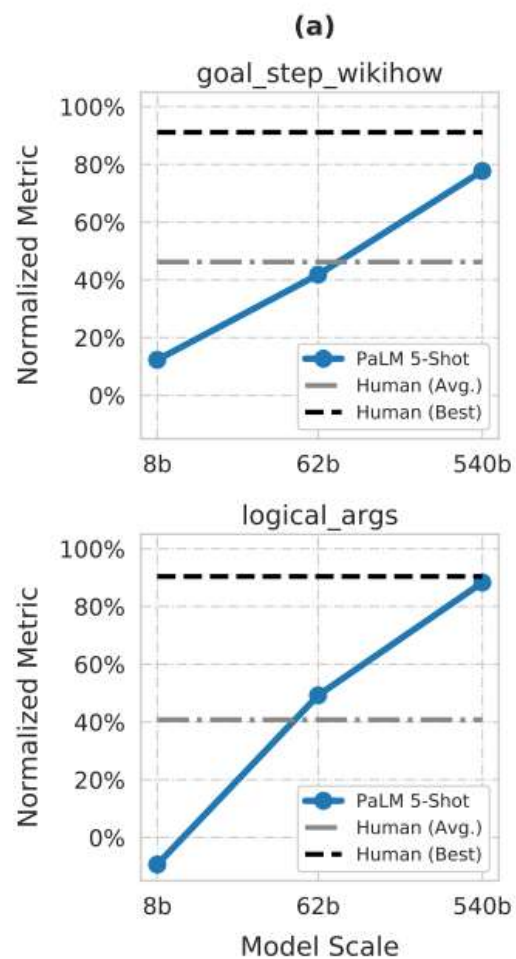 (a)
goal_step_wikihow
100%
80%
60%
40%
20%
0%
Normalized Metric
PaLM 5-Shot
Human (Avg.)
Human (Best)
8b 62b 540b
logical_args
100%
80%
60%
40%
20%
0%
Normalized Metric
PaLM 5-Shot
Human (Avg.)
Human (Best)
8b 62b 540b
Model Scale